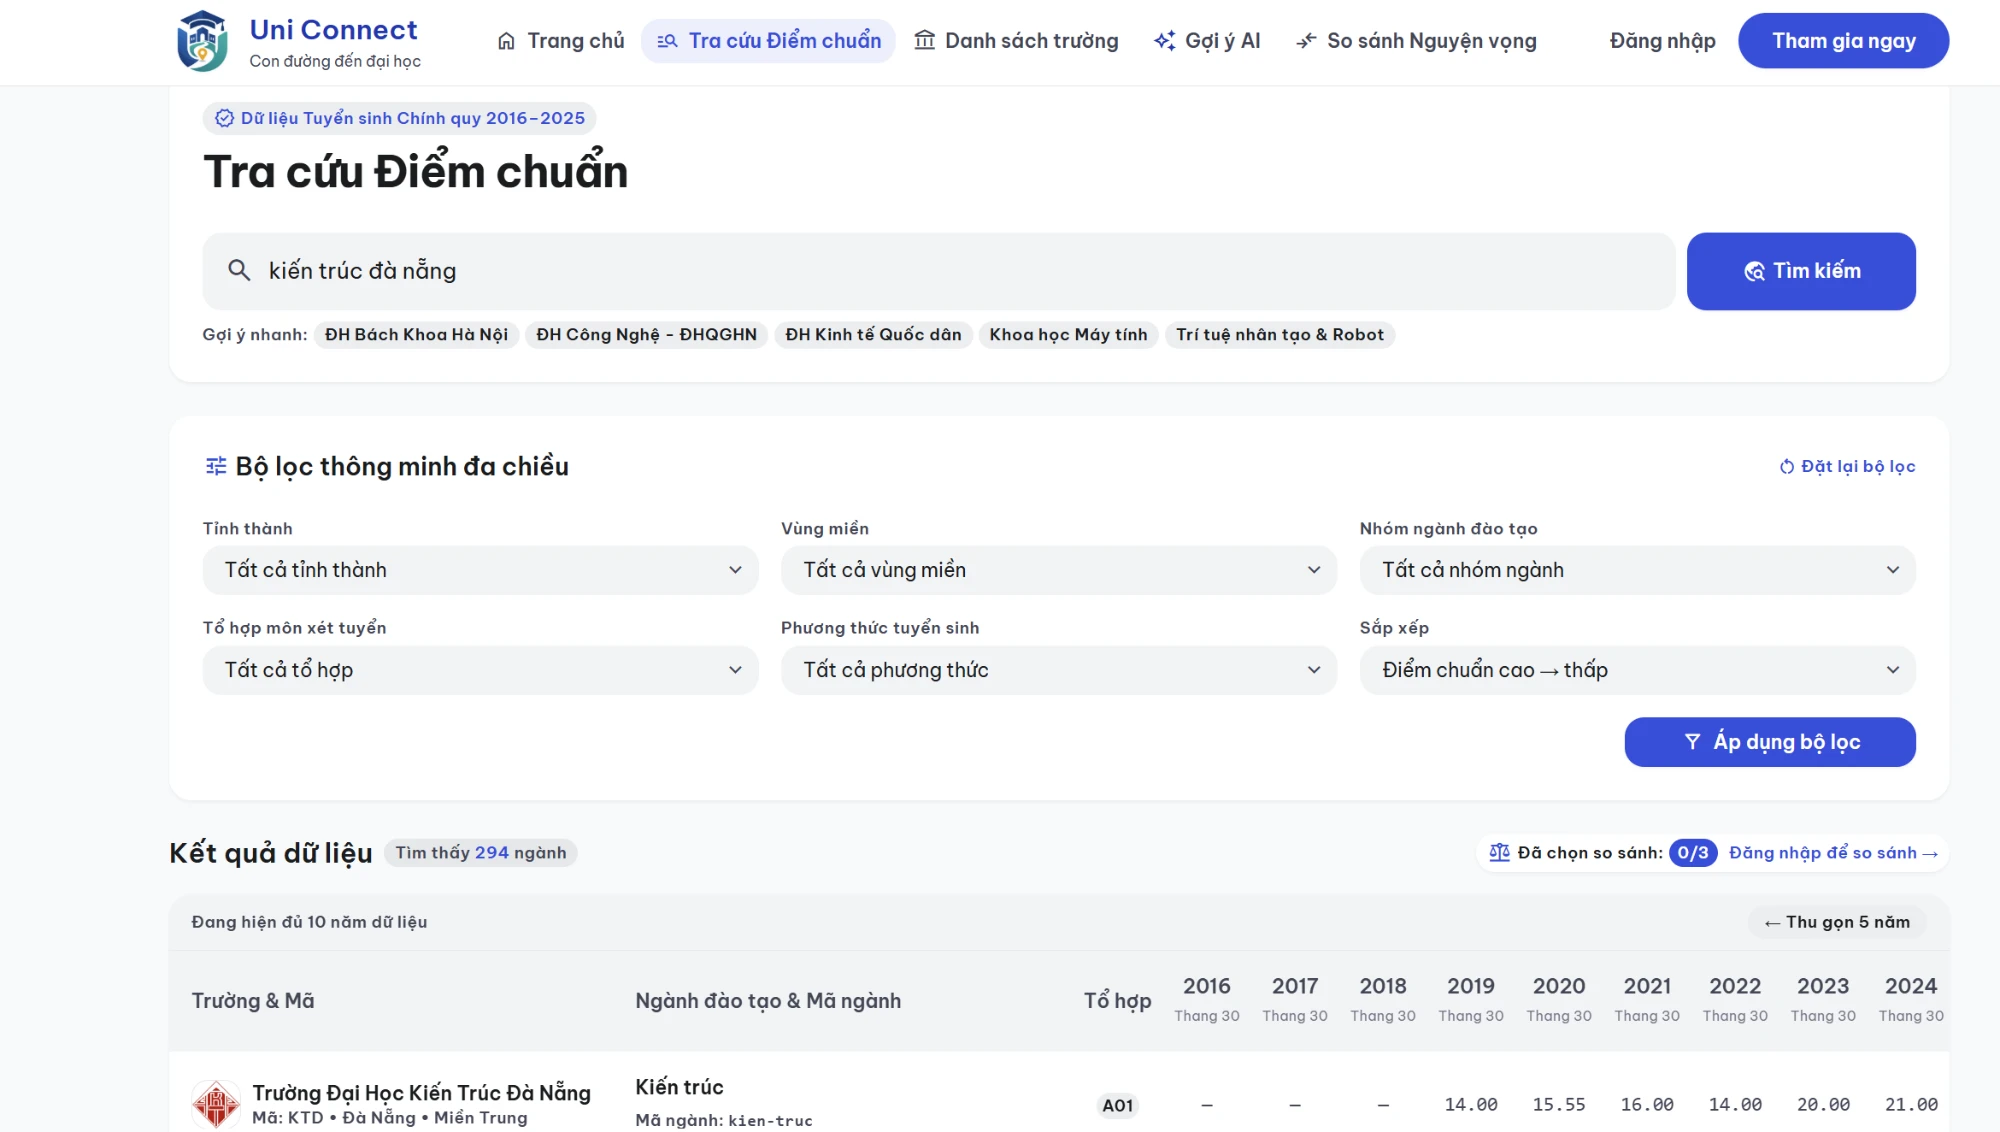 Uni Connect
Con đường đến đại học
Trang chủ
Tra cứu Điểm chuẩn
Danh sách trường
Gợi ý AI
So sánh Nguyện vọng
Đăng nhập
Tham gia ngay
Dữ liệu Tuyển sinh Chính quy 2016–2025
Tra cứu Điểm chuẩn
kiến trúc đà nẵng
Tìm kiếm
Gợi ý nhanh: ĐH Bách Khoa Hà Nội ĐH Công Nghệ - ĐHQGHN ĐH Kinh tế Quốc dân Khoa học Máy tính Trí tuệ nhân tạo & Robot
Bộ lọc thông minh đa chiều
Đặt lại bộ lọc
Tỉnh thành Vùng miền Nhóm ngành đào tạo
Tất cả tỉnh thành Tất cả vùng miền Tất cả nhóm ngành
Tổ hợp môn xét tuyển Phương thức tuyển sinh Sắp xếp
Tất cả tổ hợp Tất cả phương thức Điểm chuẩn cao → thấp
Áp dụng bộ lọc
Kết quả dữ liệu Tìm thấy 294 ngành
Đã chọn so sánh: 0/3 Đăng nhập để so sánh →
Đang hiện đủ 10 năm dữ liệu
← Thu gọn 5 năm
Trường & Mã Ngành đào tạo & Mã ngành Tổ hợp 2016 2017 2018 2019 2020 2021 2022 2023 2024
Thang 30 Thang 30 Thang 30 Thang 30 Thang 30 Thang 30 Thang 30 Thang 30 Thang 30
Trường Đại Học Kiến Trúc Đà Nẵng
Mã: KTD • Đà Nẵng • Miền Trung
Kiến trúc
Mã ngành: kien-truc
A01 – – – 14.00 15.55 16.00 14.00 20.00 21.00